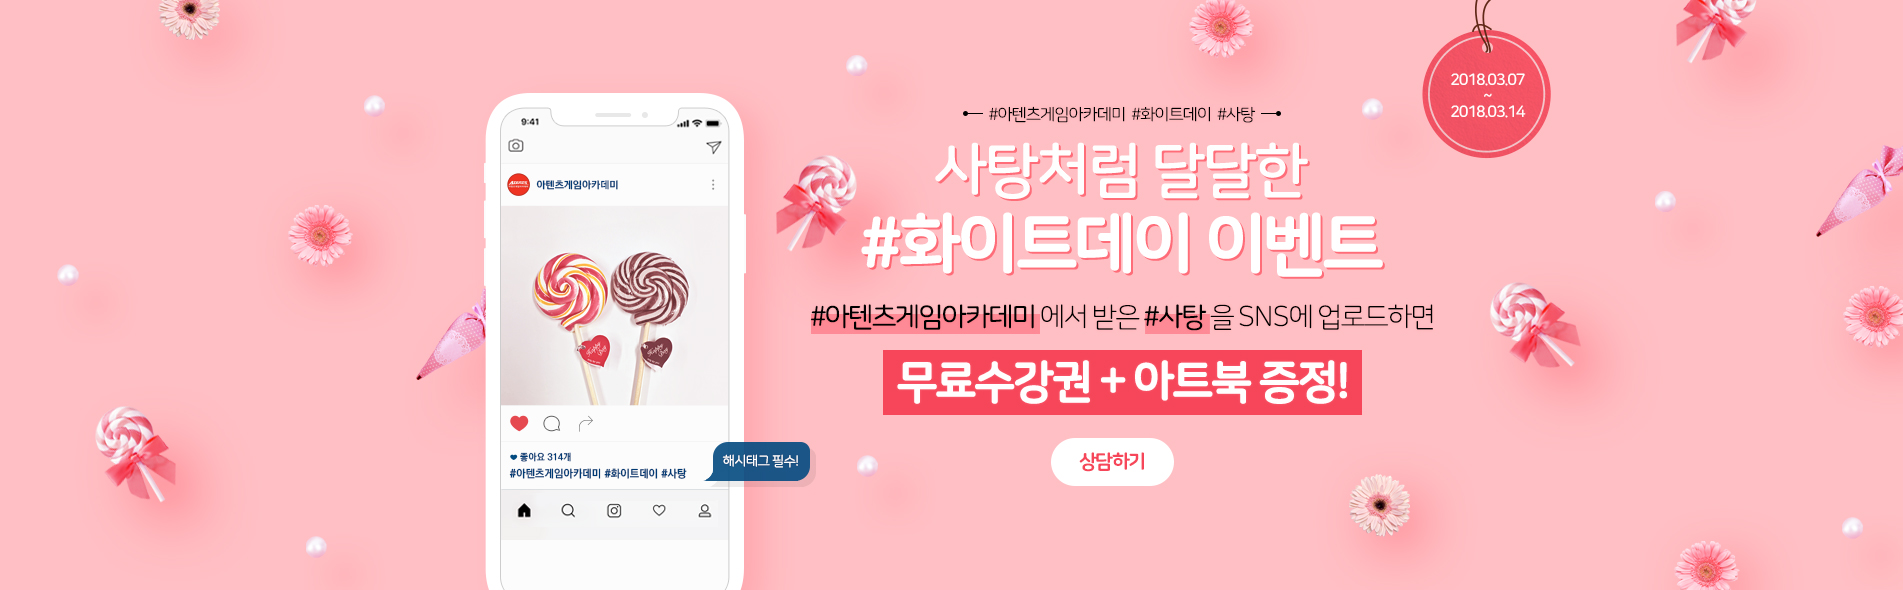 9:41
아텐츠게임아카데미
좋아요 314개
#아텐츠게임아카데미 #화이트데이 #사탕
해시태그 필수!
#아텐츠게임아카데미 #화이트데이 #사탕
사탕처럼 달달한
#화이트데이 이벤트
#아텐츠게임아카데미 에서 받은 #사탕 을 SNS에 업로드하면
무료수강권 + 아트북 증정!
상담하기
2018.03.07
~
2018.03.14